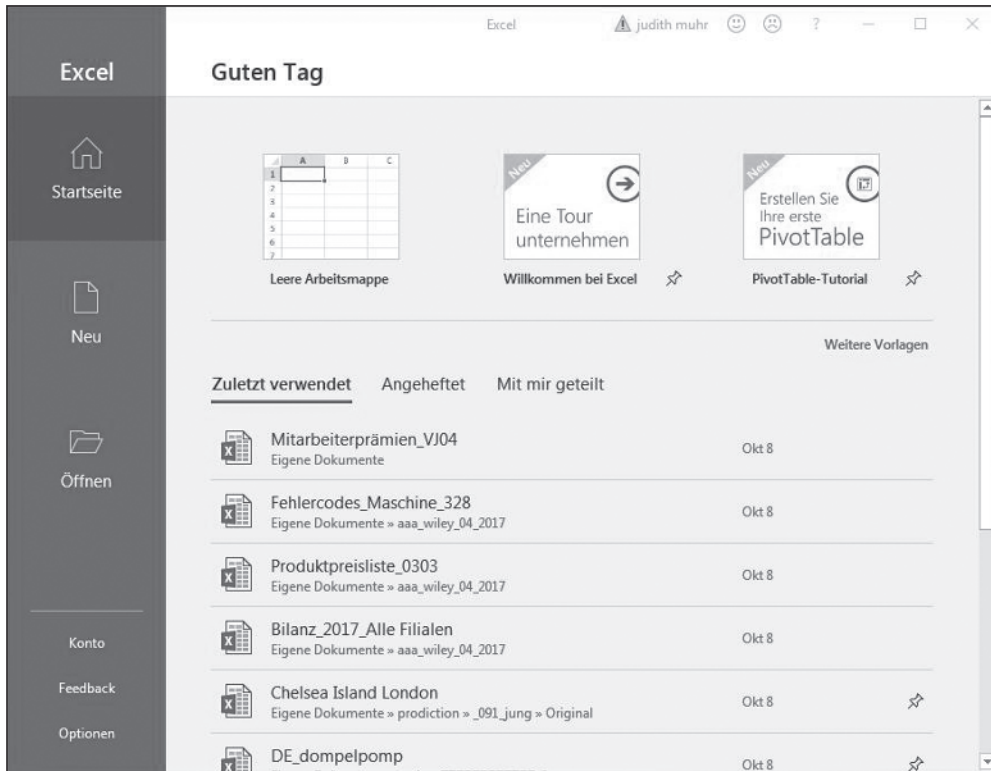 Excel judith muhr ?
Excel
Guten Tag
Startseite
Neu
Öffnen
Konto
Feedback
Optionen
A B C
1
2
3
4
5
6
7
Leere Arbeitsmappe
Neu
Eine Tour
unternehmen
Willkommen bei Excel
Neu
Erstellen Sie
Ihre erste
PivotTable
PivotTable-Tutorial
Weitere Vorlagen
Zuletzt verwendet Angeheftet Mit mir geteilt
Mitarbeiterprämien_VJ04 Okt 8
Eigene Dokumente
Fehlercodes_Maschine_328 Okt 8
Eigene Dokumente » aaa_wiley_04_2017
Produktpreisliste_0303 Okt 8
Eigene Dokumente » aaa_wiley_04_2017
Bilanz_2017_Alle Filialen Okt 8
Eigene Dokumente » aaa_wiley_04_2017
Chelsea Island London Okt 8
Eigene Dokumente » prodiction » _091_jung » Original
DE_dompelpomp Okt 8